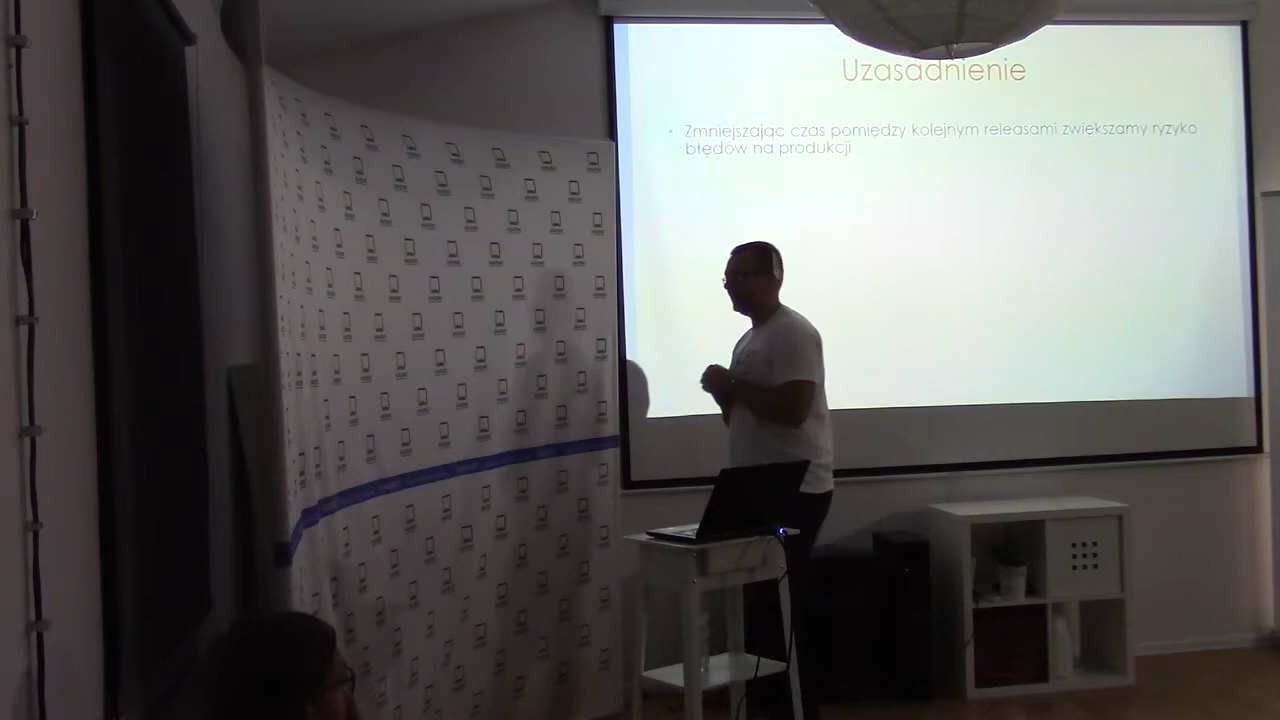 Uzasadnienie
Zmniejszając czas pomiędzy kolejnym releasami zwiększamy ryzyko
błędów na produkcji